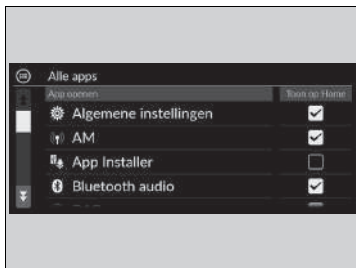 Alle apps
App openen Toon op Home
Algemene instellingen
AM
App Installer
Bluetooth audio